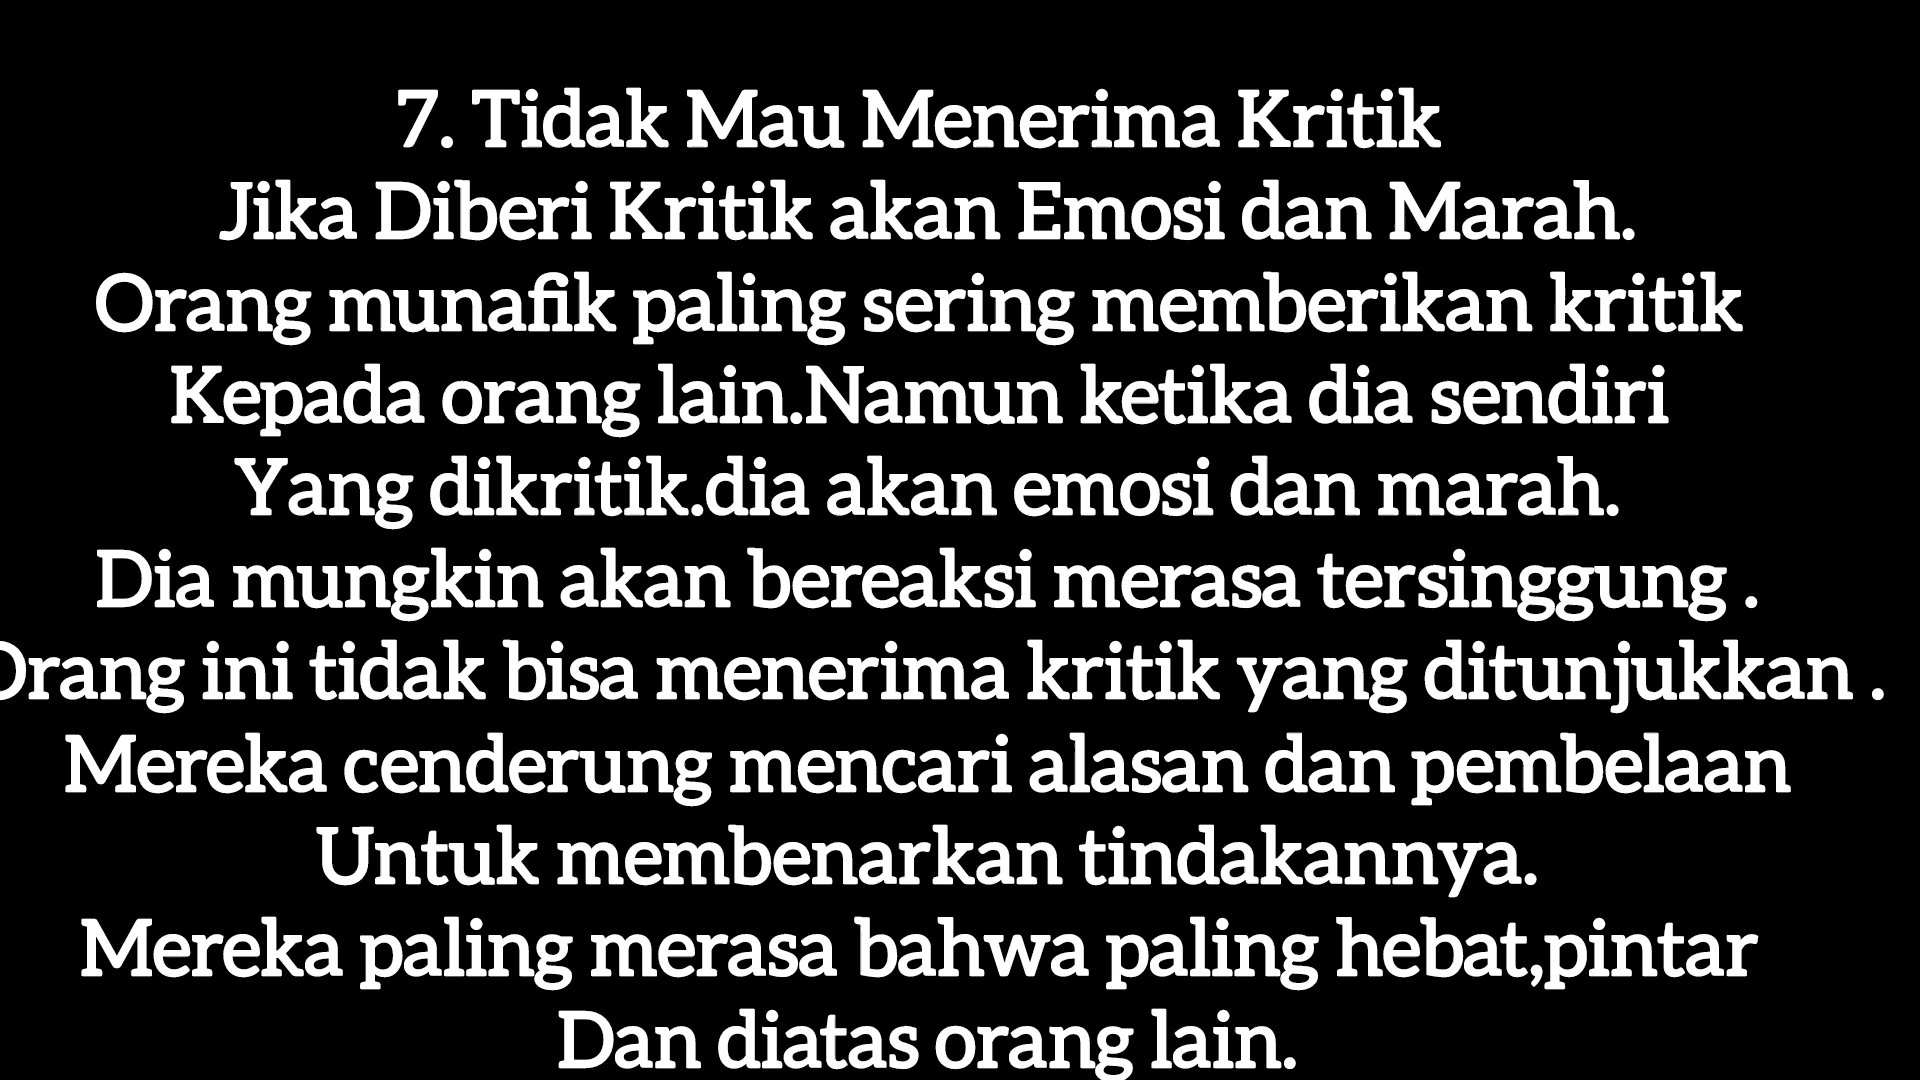 7. Tidak Mau Menerima Kritik
Jika Diberi Kritik akan Emosi dan Marah.
Orang munafik paling sering memberikan kritik
Kepada orang lain.Namun ketika dia sendiri
Yang dikritik.dia akan emosi dan marah.
Dia mungkin akan bereaksi merasa tersinggung .
Orang ini tidak bisa menerima kritik yang ditunjukkan .
Mereka cenderung mencari alasan dan pembelaan
Untuk membenarkan tindakannya.
Mereka paling merasa bahwa paling hebat,pintar
Dan diatas orang lain.